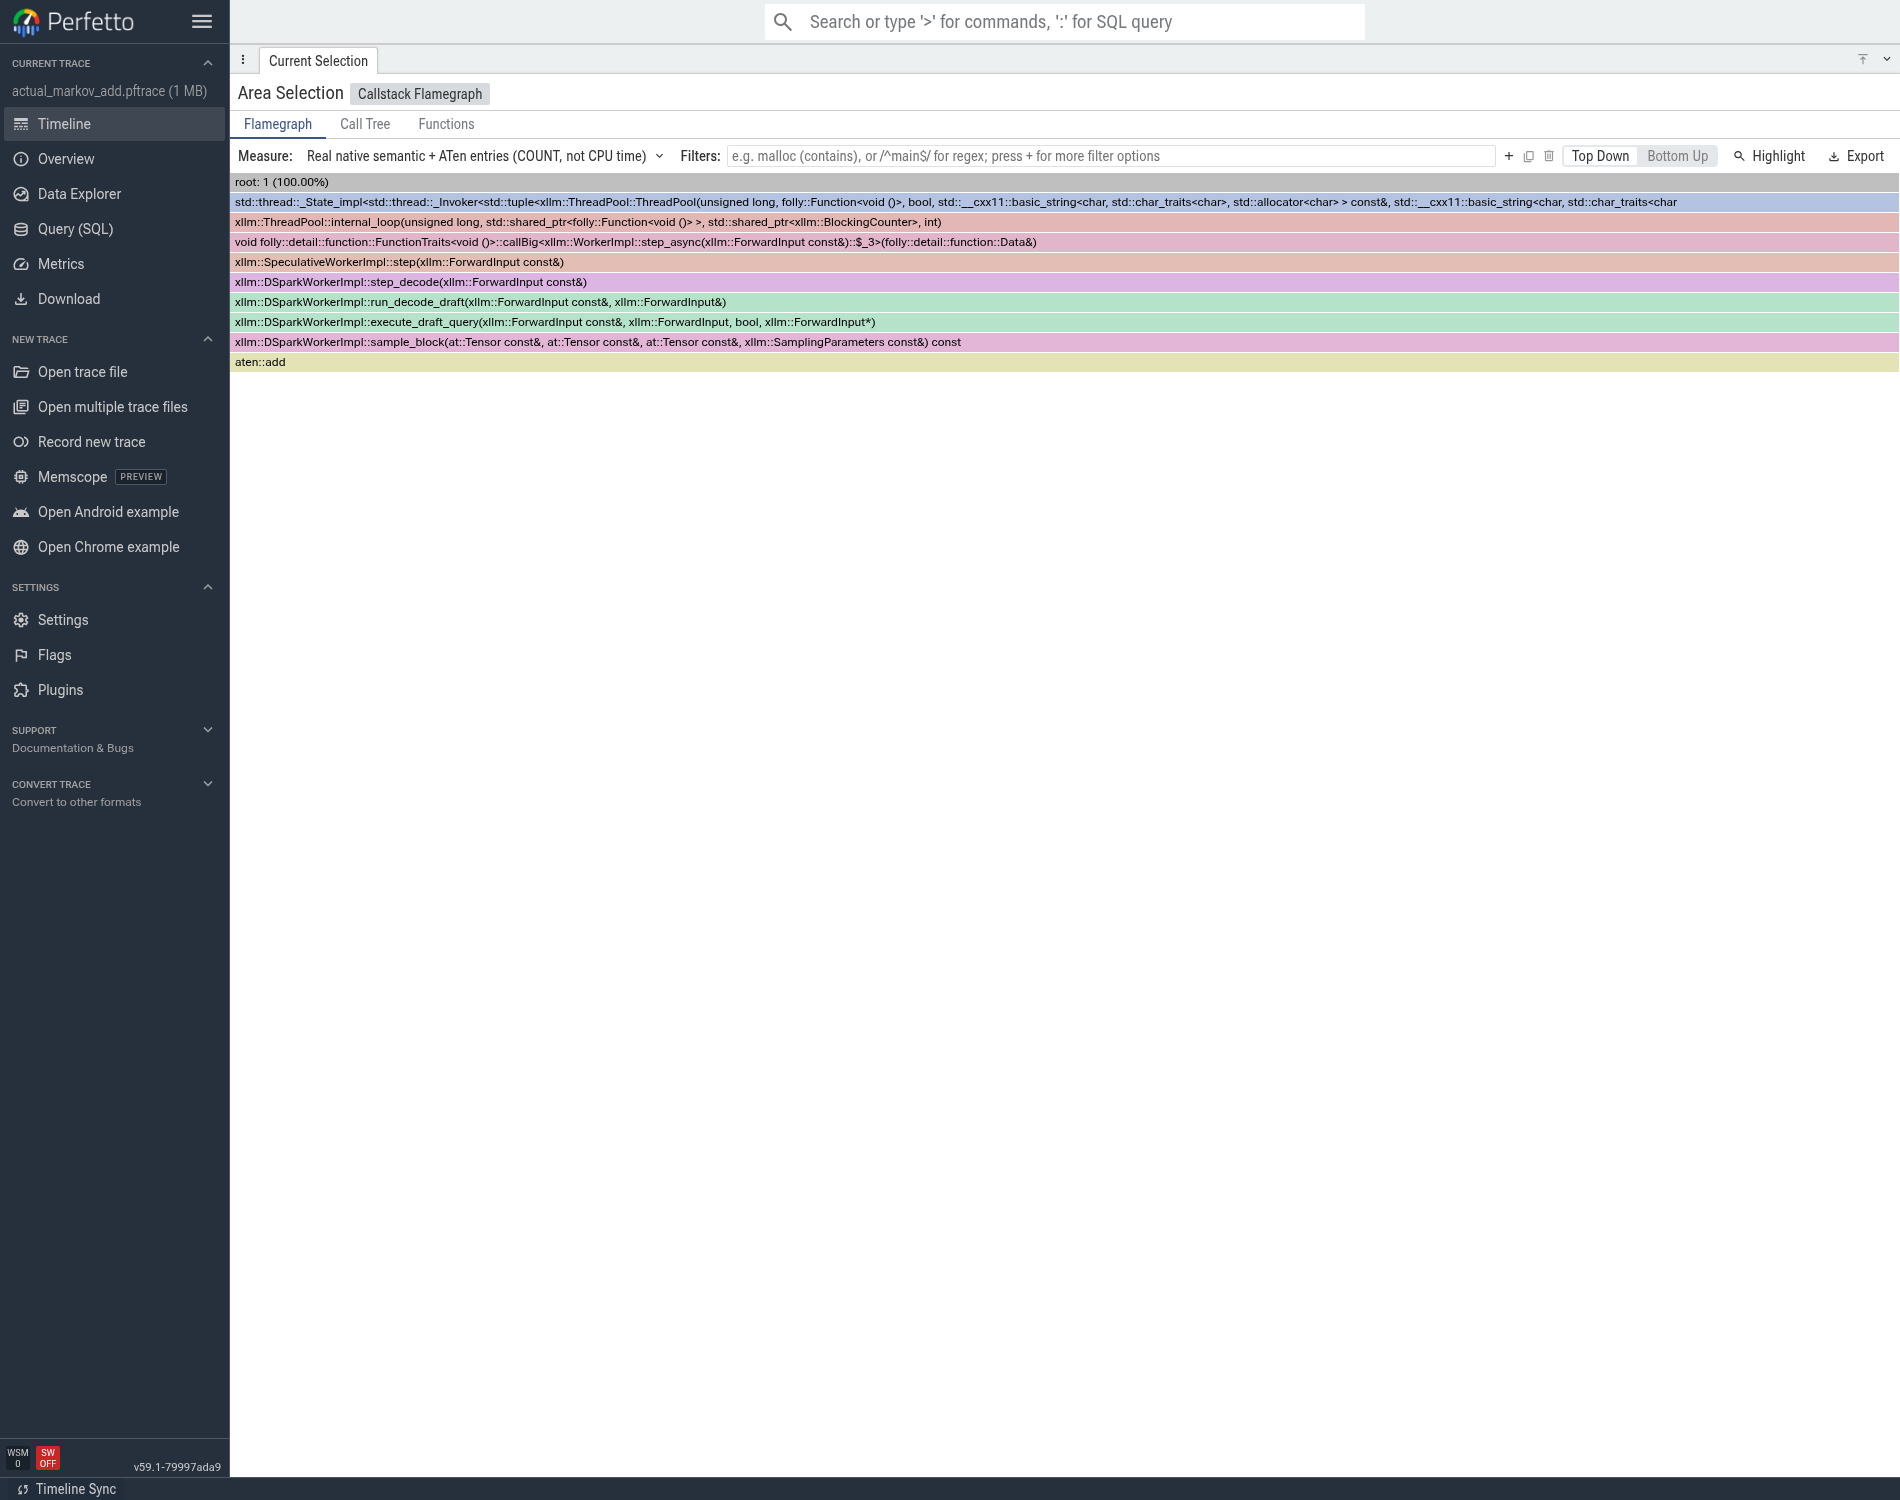 Perfetto
Search or type '>' for commands, ':' for SQL query
CURRENT TRACE
actual_markov_add.pftrace (1 MB)
Timeline
Overview
Data Explorer
Query (SQL)
Metrics
Download
NEW TRACE
Open trace file
Open multiple trace files
Record new trace
Memscope PREVIEW
Open Android example
Open Chrome example
SETTINGS
Settings
Flags
Plugins
SUPPORT
Documentation & Bugs
CONVERT TRACE
Convert to other formats
WSM
0
SW
OFF
v59.1-79997ada9
Timeline Sync
Current Selection
Area Selection Callstack Flamegraph
Flamegraph Call Tree Functions
Measure: Real native semantic + ATen entries (COUNT, not CPU time) Filters: e.g. malloc (contains), or /^main$/ for regex; press + for more filter options Top Down Bottom Up Highlight Export
root: 1 (100.00%)
std::thread::_State_impl<std::thread::_Invoker<std::tuple<xllm::ThreadPool::ThreadPool(unsigned long, folly::Function<void ()>, bool, std::__cxx11::basic_string<char, std::char_traits<char>, std::allocator<char> > const&, std::__cxx11::basic_string<char, std::char_traits<char
xllm::ThreadPool::internal_loop(unsigned long, std::shared_ptr<folly::Function<void ()> >, std::shared_ptr<xllm::BlockingCounter>, int)
void folly::detail::function::FunctionTraits<void ()>::callBig<xllm::WorkerImpl::step_async(xllm::ForwardInput const&)::$_3>(folly::detail::function::Data&)
xllm::SpeculativeWorkerImpl::step(xllm::ForwardInput const&)
xllm::DSparkWorkerImpl::step_decode(xllm::ForwardInput const&)
xllm::DSparkWorkerImpl::run_decode_draft(xllm::ForwardInput const&, xllm::ForwardInput&)
xllm::DSparkWorkerImpl::execute_draft_query(xllm::ForwardInput const&, xllm::ForwardInput, bool, xllm::ForwardInput*)
xllm::DSparkWorkerImpl::sample_block(at::Tensor const&, at::Tensor const&, at::Tensor const&, xllm::SamplingParameters const&) const
aten::add